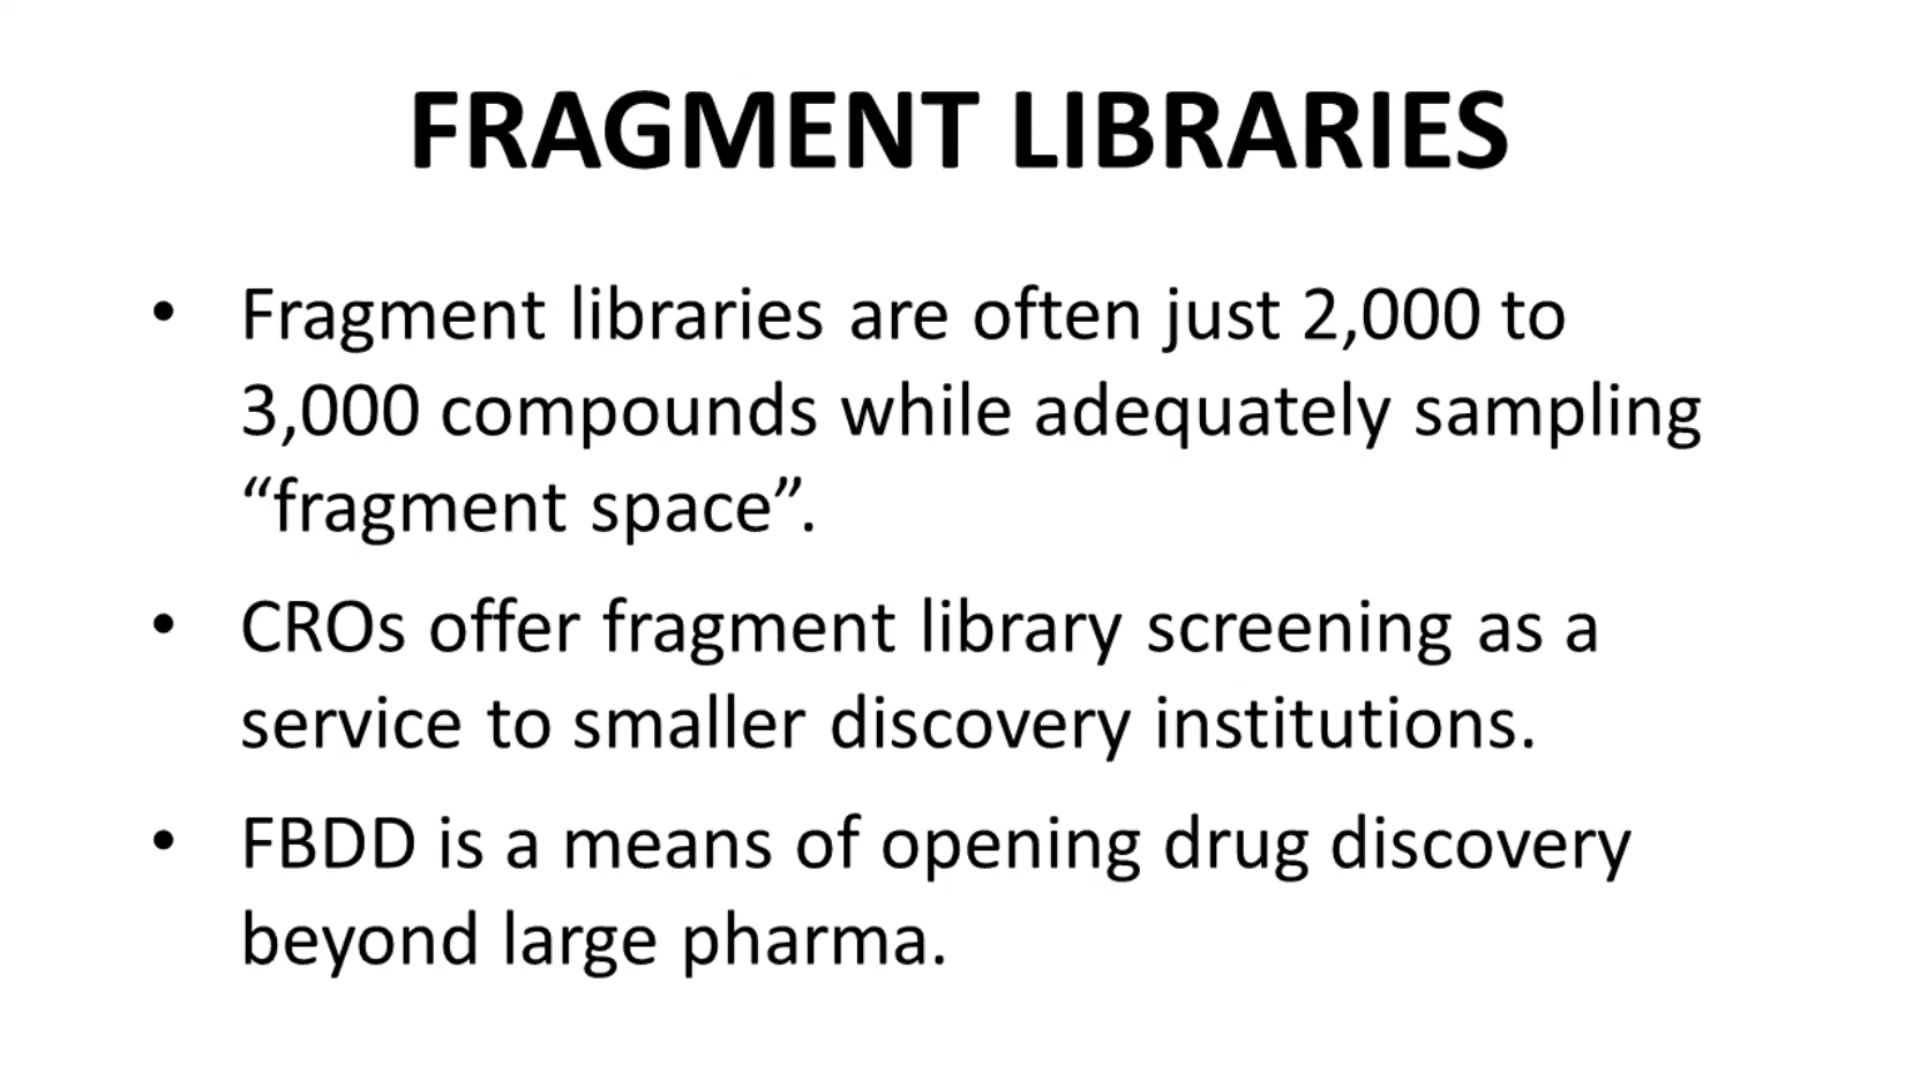 FRAGMENT LIBRARIES
• Fragment libraries are often just 2,000 to
3,000 compounds while adequately sampling
“fragment space”.
• CROs offer fragment library screening as a
service to smaller discovery institutions.
• FBDD is a means of opening drug discovery
beyond large pharma.